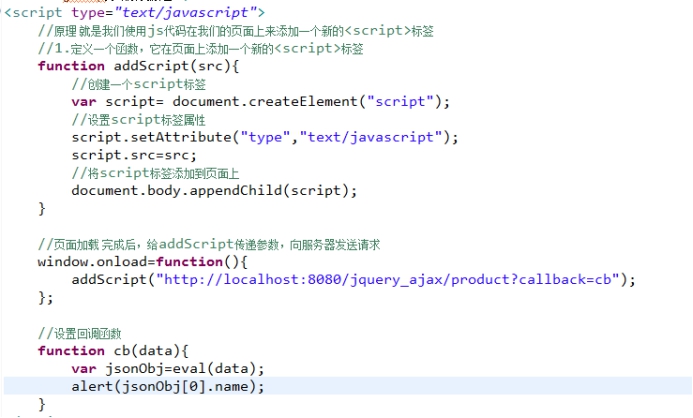 <script type="text/javascript">
//原理 就是我们使用js代码在我们的页面上来添加一个新的<script>标签
//1.定义一个函数，它在页面上添加一个新的<script>标签
function addScript(src){
//创建一个script标签
var script= document.createElement("script");
//设置script标签属性
script.setAttribute("type","text/javascript");
script.src=src;
//将script标签添加到页面上
document.body.appendChild(script);
}
//页面加载 完成后，给addScript传递参数，向服务器发送请求
window.onload=function(){
addScript("http://localhost:8080/jquery_ajax/product?callback=cb");
};
//设置回调函数
function cb(data){
var jsonObj=eval(data);
alert(jsonObj[0].name);
}